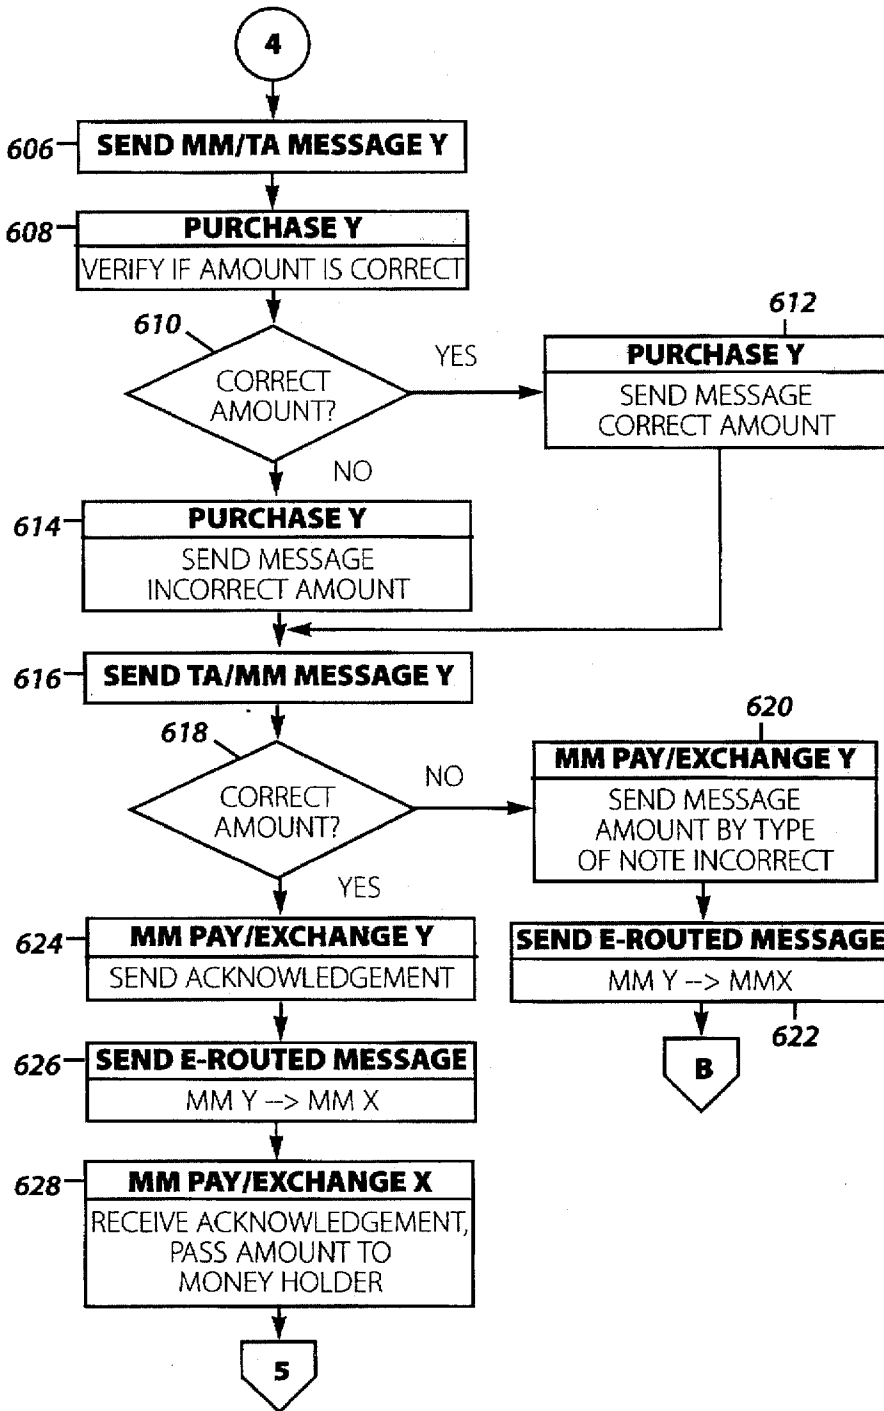 4
606
SEND MM/TA MESSAGE Y
608
PURCHASE Y
VERIFY IF AMOUNT IS CORRECT
610
CORRECT
AMOUNT?
YES
NO
612
PURCHASE Y
SEND MESSAGE
CORRECT AMOUNT
614
PURCHASE Y
SEND MESSAGE
INCORRECT AMOUNT
616
SEND TA/MM MESSAGE Y
618
CORRECT
AMOUNT?
NO
YES
620
MM PAY/EXCHANGE Y
SEND MESSAGE
AMOUNT BY TYPE
OF NOTE INCORRECT
SEND E-ROUTED MESSAGE
MM Y --> MMX
622
B
624
MM PAY/EXCHANGE Y
SEND ACKNOWLEDGEMENT
626
SEND E-ROUTED MESSAGE
MM Y --> MM X
628
MM PAY/EXCHANGE X
RECEIVE ACKNOWLEDGEMENT,
PASS AMOUNT TO
MONEY HOLDER
5